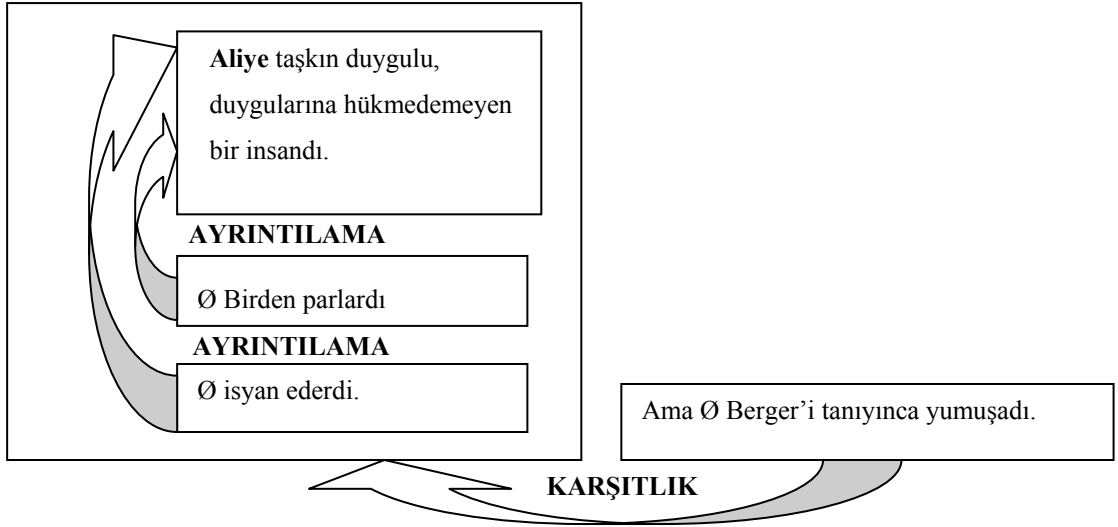 Aliye taşkın duygulu,
duygularına hükmedemeyen
bir insandı.
AYRINTILAMA
Ø Birden parlardı
AYRINTILAMA
Ø isyan ederdi.
Ama Ø Berger’i tanıyınca yumuşadı.
KARŞITLIK